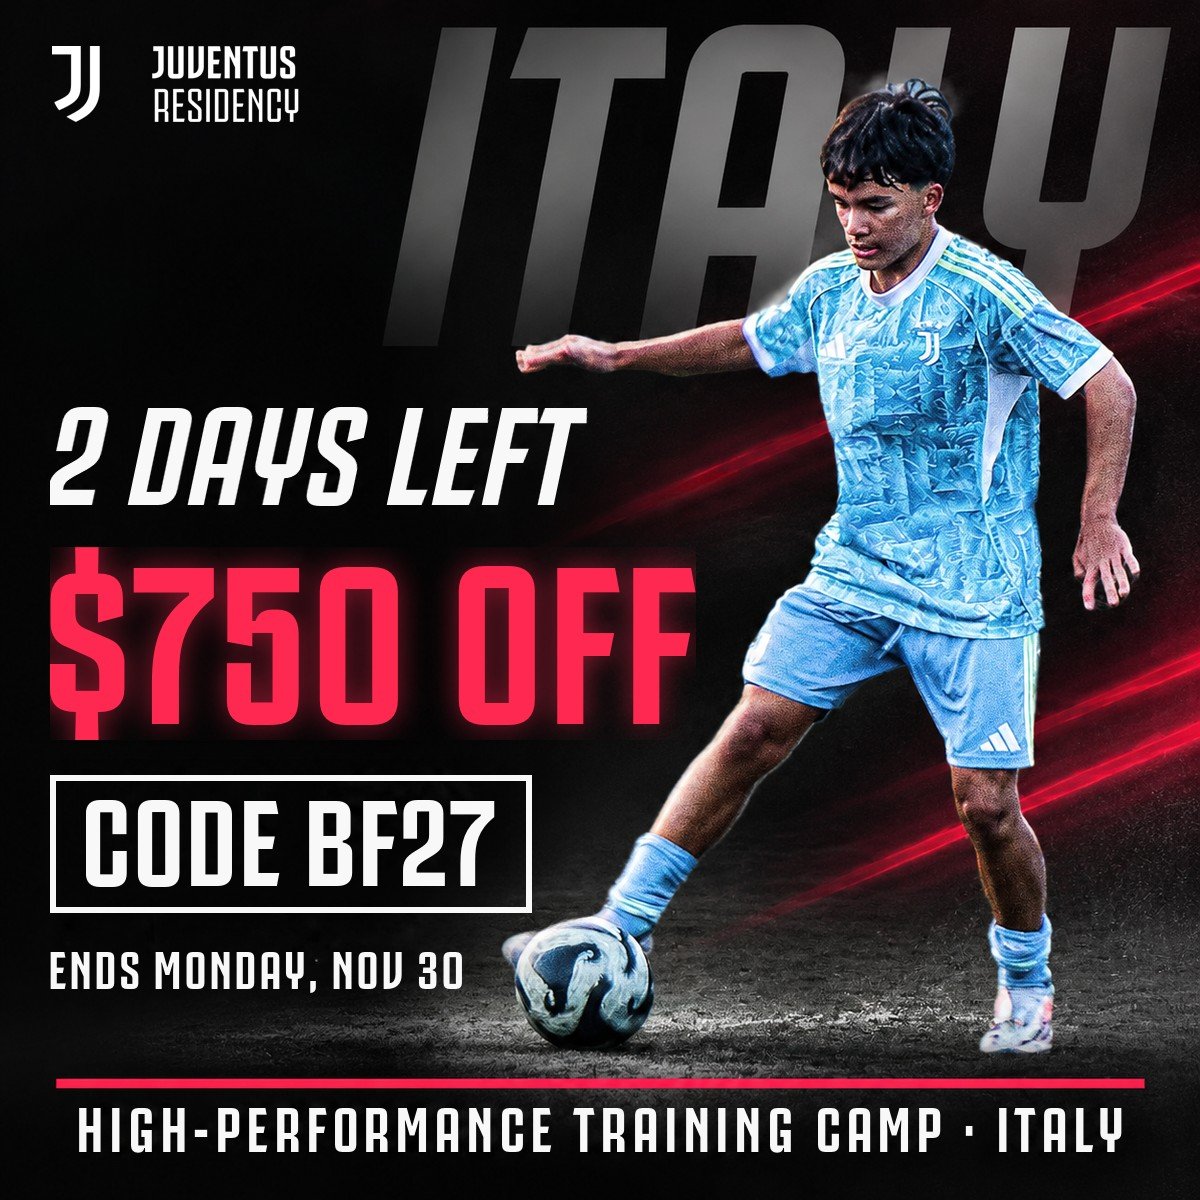 JUVENTUS
RESIDENCY
ITALY
2 DAYS LEFT
$750 OFF
CODE BF27
ENDS MONDAY, NOV 30
HIGH-PERFORMANCE TRAINING CAMP · ITALY